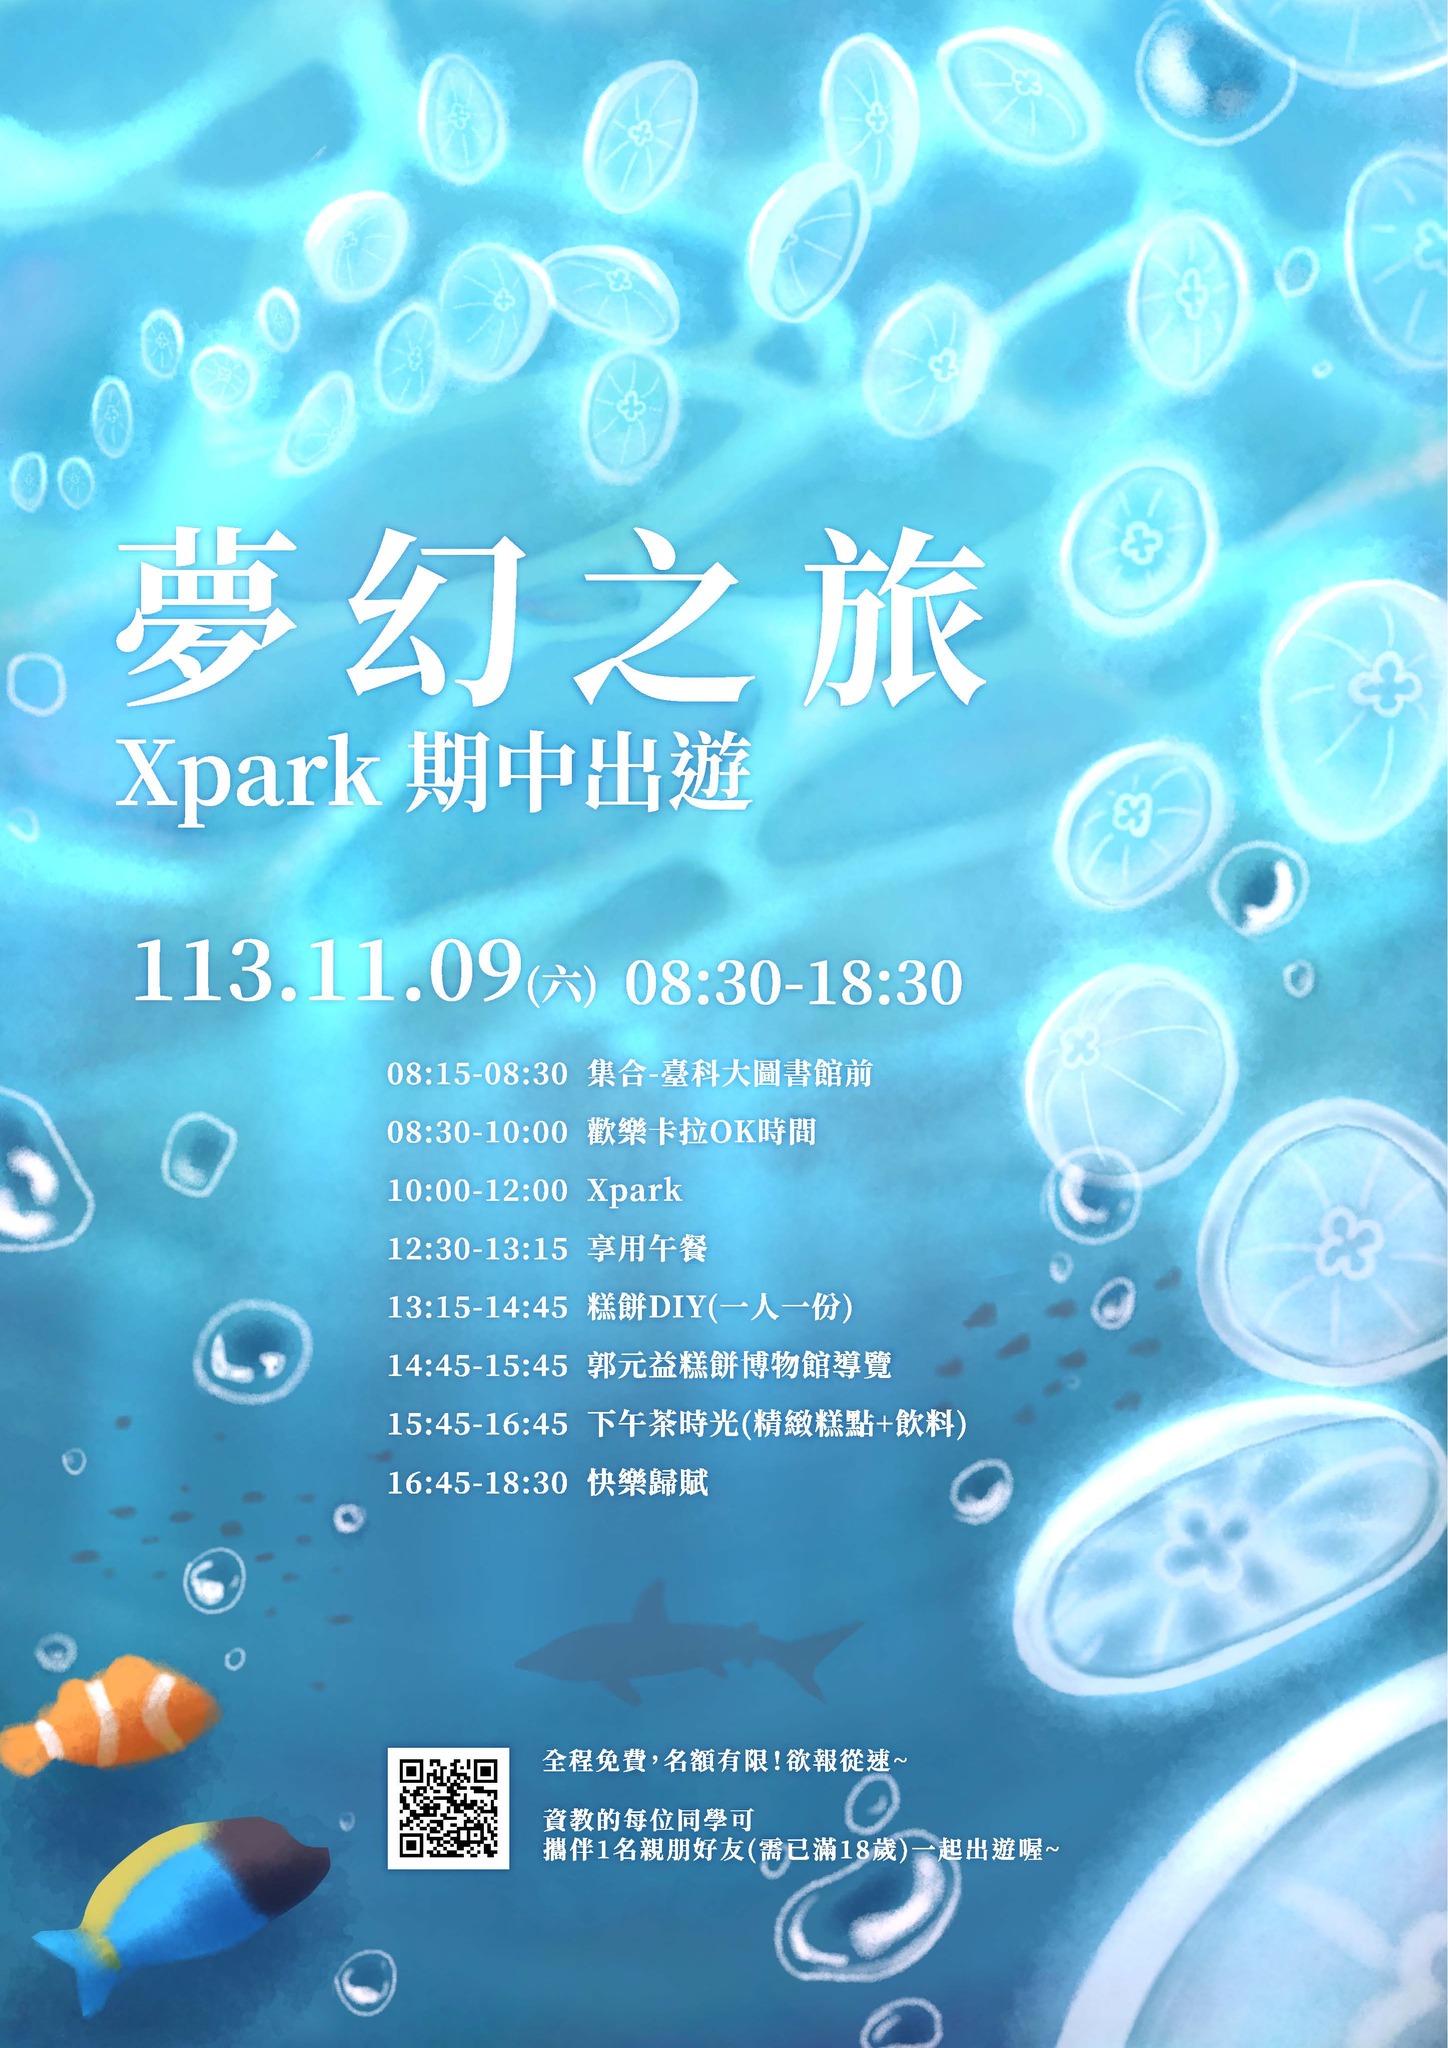 夢幻之旅
Xpark 期中出遊
113.11.09(六) 08:30-18:30
08:15-08:30 集合-臺科大圖書館前
08:30-10:00 歡樂卡拉OK時間
10:00-12:00 Xpark
12:30-13:15 享用午餐
13:15-14:45 糕餅DIY(一人一份)
14:45-15:45 郭元益糕餅博物館導覽
15:45-16:45 下午茶時光(精緻糕點+飲料)
16:45-18:30 快樂歸賦
全程免費，名額有限！欲報從速~
資教的每位同學可
攜伴1名親朋好友(需已滿18歲)一起出遊喔~